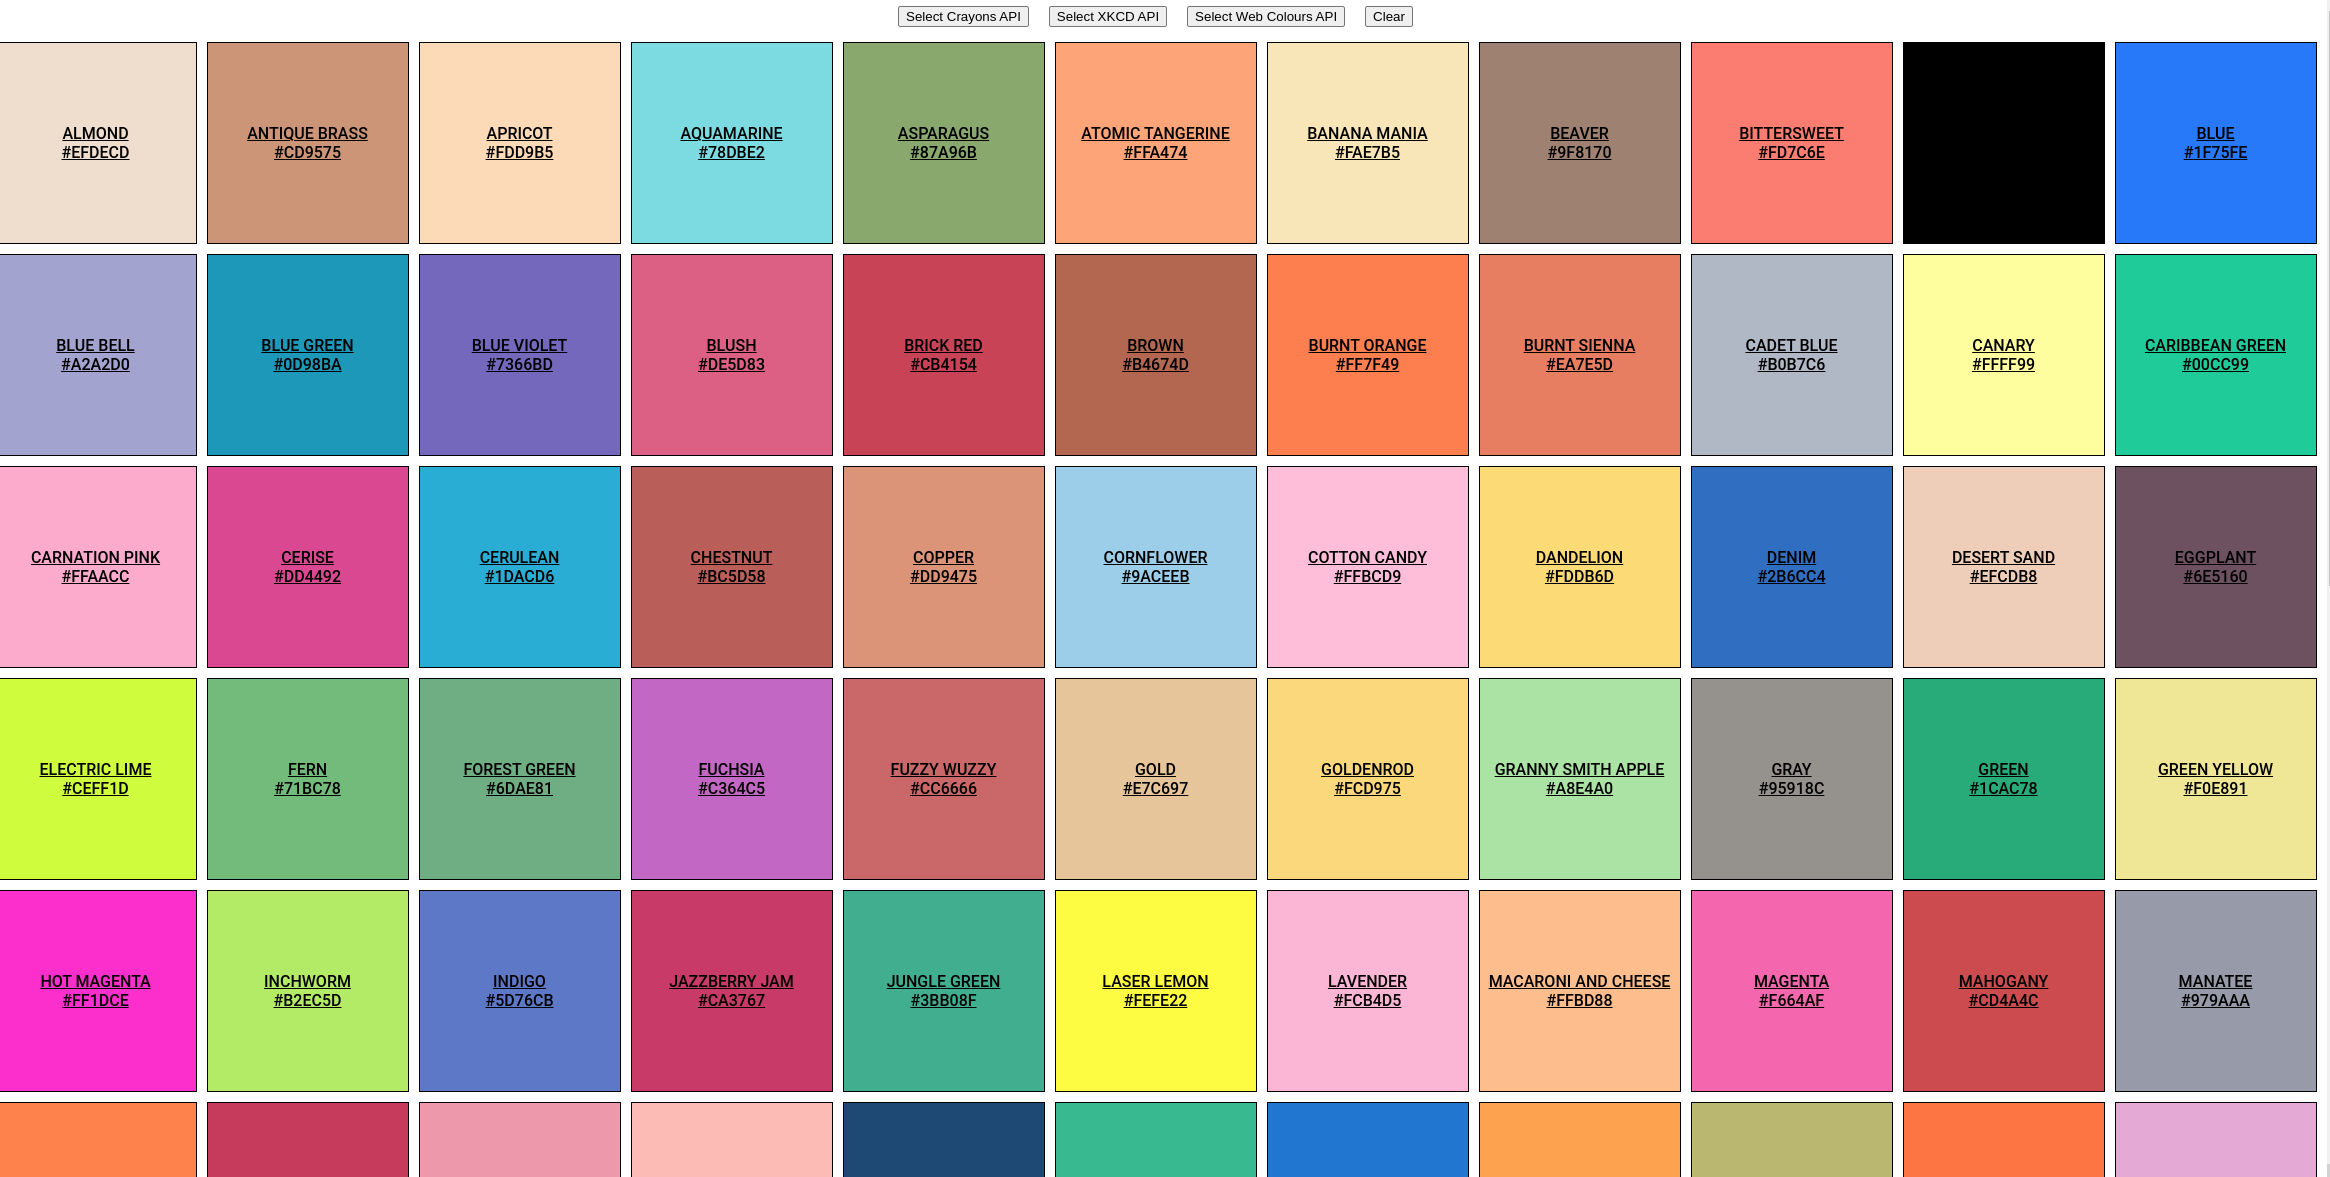 Select Crayons API Select XKCD API Select Web Colours API Clear
ALMOND
#EFDECD
ANTIQUE BRASS
#CD9575
APRICOT
#FDD9B5
AQUAMARINE
#78DBE2
ASPARAGUS
#87A96B
ATOMIC TANGERINE
#FFA474
BANANA MANIA
#FAE7B5
BEAVER
#9F8170
BITTERSWEET
#FD7C6E
BLUE
#1F75FE
BLUE BELL
#A2A2D0
BLUE GREEN
#0D98BA
BLUE VIOLET
#7366BD
BLUSH
#DE5D83
BRICK RED
#CB4154
BROWN
#B4674D
BURNT ORANGE
#FF7F49
BURNT SIENNA
#EA7E5D
CADET BLUE
#B0B7C6
CANARY
#FFFF99
CARIBBEAN GREEN
#00CC99
CARNATION PINK
#FFAACC
CERISE
#DD4492
CERULEAN
#1DACD6
CHESTNUT
#BC5D58
COPPER
#DD9475
CORNFLOWER
#9ACEEB
COTTON CANDY
#FFBCD9
DANDELION
#FDDB6D
DENIM
#2B6CC4
DESERT SAND
#EFCDB8
EGGPLANT
#6E5160
ELECTRIC LIME
#CEFF1D
FERN
#71BC78
FOREST GREEN
#6DAE81
FUCHSIA
#C364C5
FUZZY WUZZY
#CC6666
GOLD
#E7C697
GOLDENROD
#FCD975
GRANNY SMITH APPLE
#A8E4A0
GRAY
#95918C
GREEN
#1CAC78
GREEN YELLOW
#F0E891
HOT MAGENTA
#FF1DCE
INCHWORM
#B2EC5D
INDIGO
#5D76CB
JAZZBERRY JAM
#CA3767
JUNGLE GREEN
#3BB08F
LASER LEMON
#FEFE22
LAVENDER
#FCB4D5
MACARONI AND CHEESE
#FFBD88
MAGENTA
#F664AF
MAHOGANY
#CD4A4C
MANATEE
#979AAA